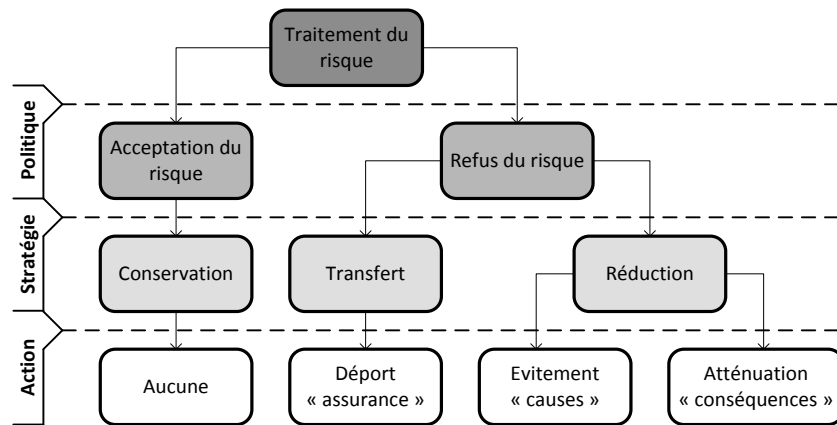 Traitement du
risque
Politique
Acceptation du
risque
Refus du risque
Stratégie
Conservation
Transfert
Réduction
Action
Aucune
Déport
« assurance »
Evitement
« causes »
Atténuation
« conséquences »